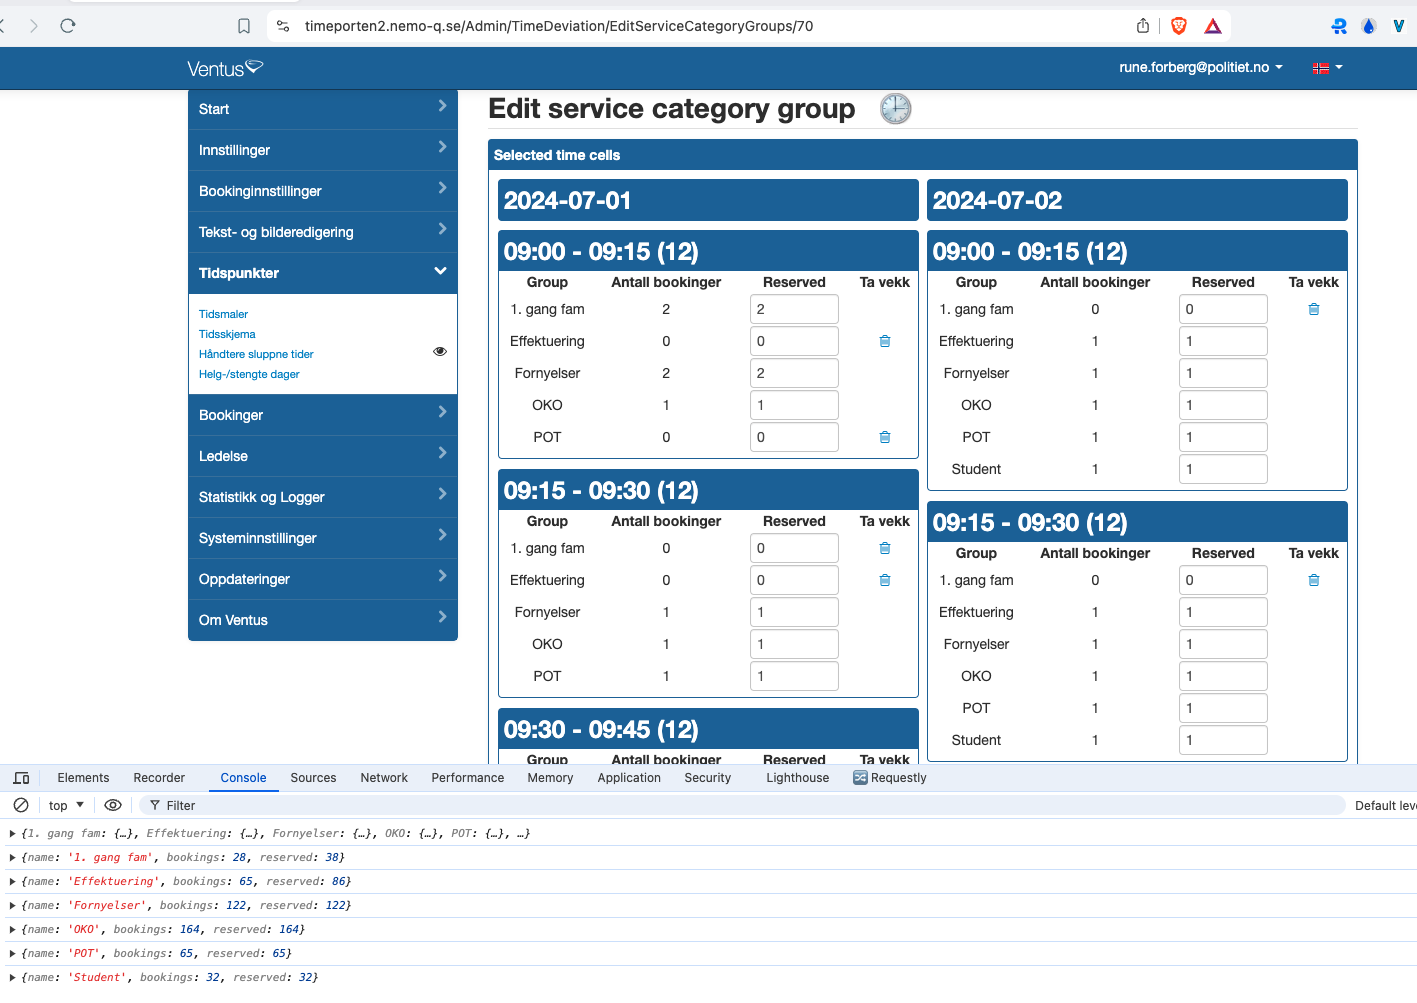 timeporten2.nemo-q.se/Admin/TimeDeviation/EditServiceCategoryGroups/70
Ventus
rune.forberg@politiet.no
Start
Innstillinger
Bookinginnstillinger
Tekst- og bilderedigering
Tidspunkter
Tidsmaler
Tidsskjema
Håndtere sluppne tider
Helg-/stengte dager
Bookinger
Ledelse
Statistikk og Logger
Systeminnstillinger
Oppdateringer
Om Ventus
Edit service category group
Selected time cells
2024-07-01
09:00 - 09:15 (12)
Group Antall bookinger Reserved Ta vekk
1. gang fam 2 2
Effektuering 0 0
Fornyelser 2 2
OKO 1 1
POT 0 0
09:15 - 09:30 (12)
Group Antall bookinger Reserved Ta vekk
1. gang fam 0 0
Effektuering 0 0
Fornyelser 1 1
OKO 1 1
POT 1 1
09:30 - 09:45 (12)
Group Antall bookinger Reserved Ta vekk
2024-07-02
09:00 - 09:15 (12)
Group Antall bookinger Reserved Ta vekk
1. gang fam 0 0
Effektuering 1 1
Fornyelser 1 1
OKO 1 1
POT 1 1
Student 1 1
09:15 - 09:30 (12)
Group Antall bookinger Reserved Ta vekk
1. gang fam 0 0
Effektuering 1 1
Fornyelser 1 1
OKO 1 1
POT 1 1
Student 1 1
Elements Recorder Console Sources Network Performance Memory Application Security Lighthouse Requestly
top Filter Default leve
{1. gang fam: {…}, Effektuering: {…}, Fornyelser: {…}, OKO: {…}, POT: {…}, …}
{name: '1. gang fam', bookings: 28, reserved: 38}
{name: 'Effektuering', bookings: 65, reserved: 86}
{name: 'Fornyelser', bookings: 122, reserved: 122}
{name: 'OKO', bookings: 164, reserved: 164}
{name: 'POT', bookings: 65, reserved: 65}
{name: 'Student', bookings: 32, reserved: 32}